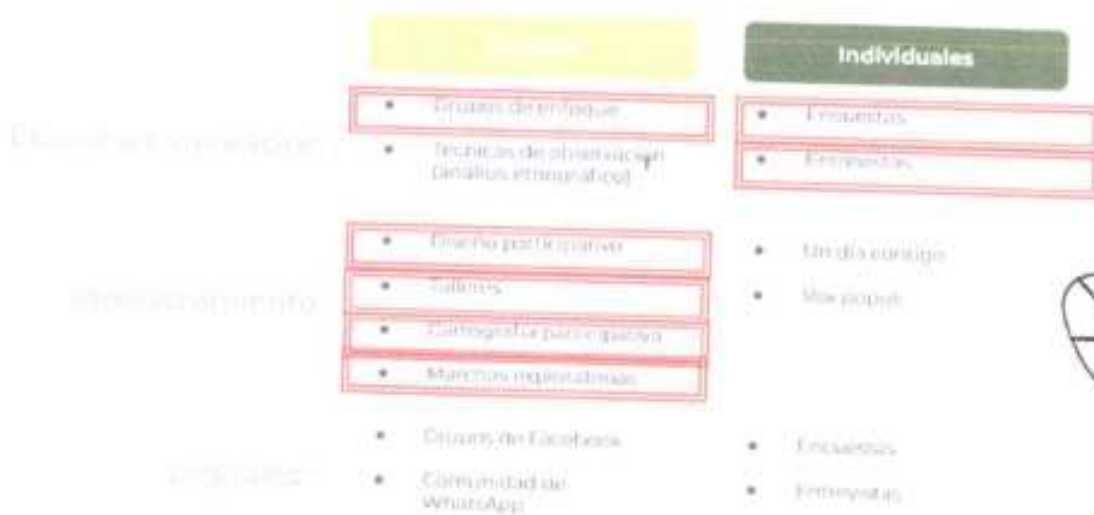 Individuales
• Grupos de enfoque
• Encuestas
• Técnicas de observación
(análisis etnográfico)
• Entrevistas
• Diseño participativo
• Un día contigo
• Talleres
• Vox populi
• Cartografía participativa
• Marchas exploratorias
• Grupos de Facebook
• Encuestas
• Comunidad de
WhatsApp
• Entrevistas
Digitales